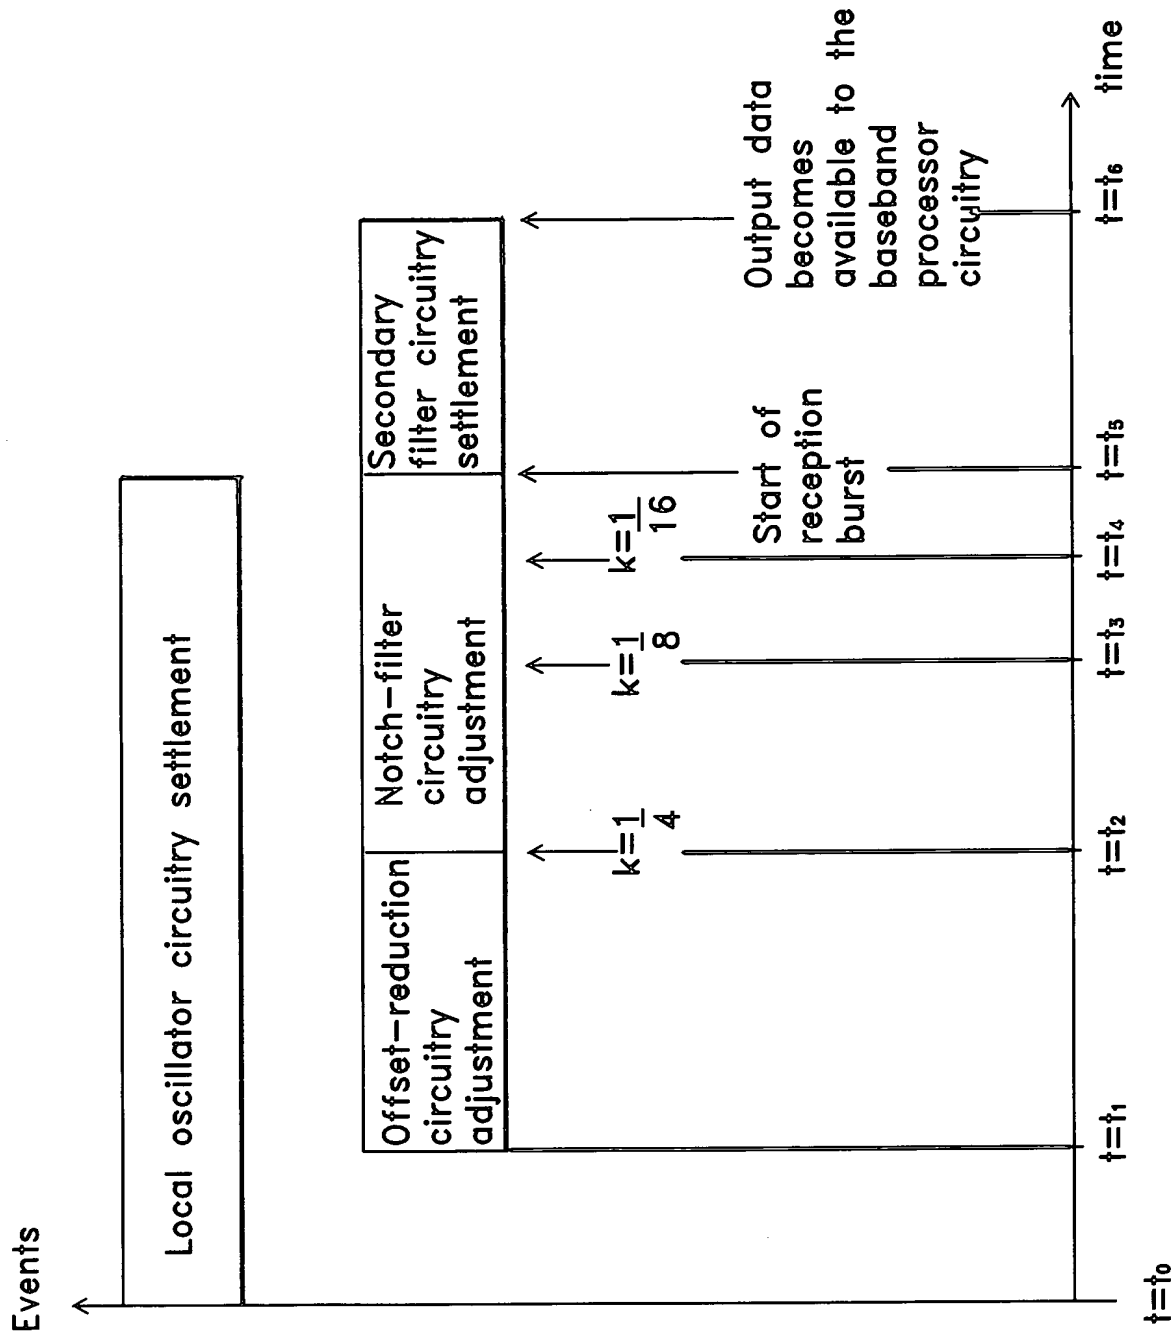 Events
Local oscillator circuitry settlement
Offset-reduction
circuitry
adjustment
Notch-filter
circuitry
adjustment
Secondary
filter circuitry
settlement
k=1/4
k=1/8
k=1/16
Start of
reception
burst
Output data
becomes
available to the
baseband
processor
circuitry
t=t0
t=t1
t=t2
t=t3
t=t4
t=t5
t=t6
time